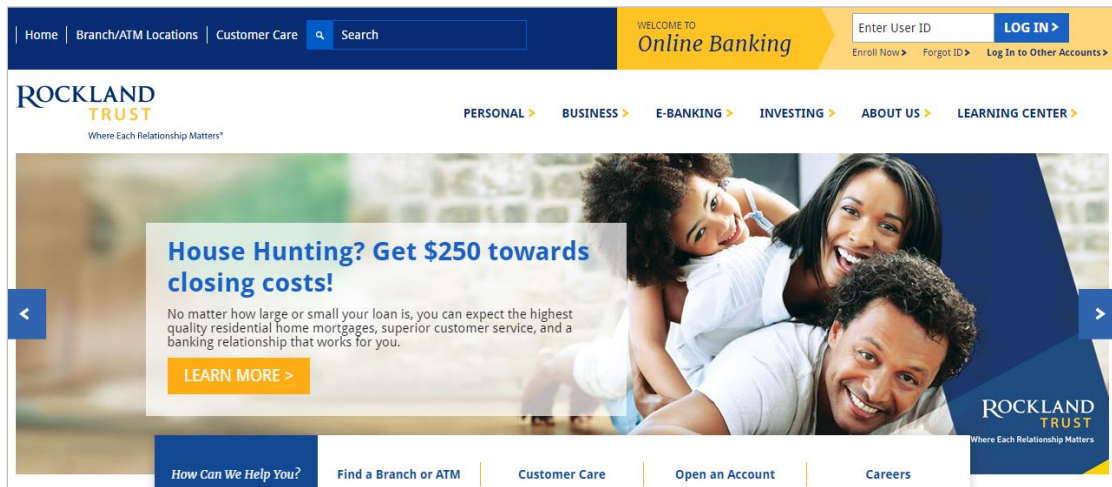 Home Branch/ATM Locations Customer Care Search
WELCOME TO
Online Banking
Enter User ID LOG IN >
Enroll Now > Forgot ID > Log In to Other Accounts >
ROCKLAND
TRUST
Where Each Relationship Matters®
PERSONAL > BUSINESS > E-BANKING > INVESTING > ABOUT US > LEARNING CENTER >
House Hunting? Get $250 towards
closing costs!
No matter how large or small your loan is, you can expect the highest
quality residential home mortgages, superior customer service, and a
banking relationship that works for you.
LEARN MORE >
ROCKLAND
TRUST
Where Each Relationship Matters
How Can We Help You? Find a Branch or ATM Customer Care Open an Account Careers